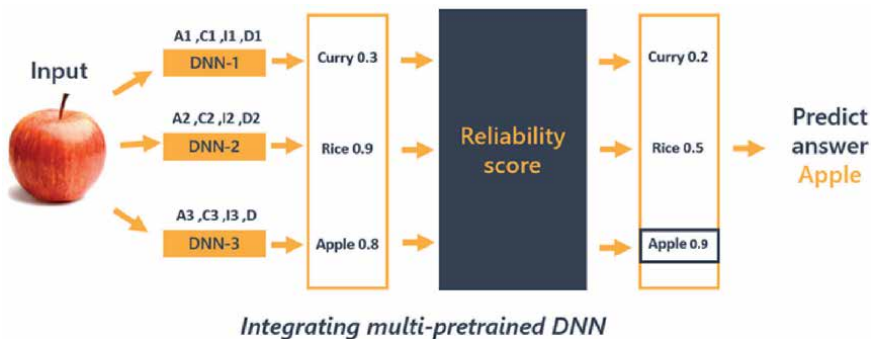 Input
A1 ,C1 ,I1 ,D1
DNN-1
A2 ,C2 ,I2 ,D2
DNN-2
A3 ,C3 ,I3 ,D
DNN-3
Curry 0.3
Rice 0.9
Apple 0.8
Reliability
score
Curry 0.2
Rice 0.5
Apple 0.9
Predict
answer
Apple
Integrating multi-pretrained DNN